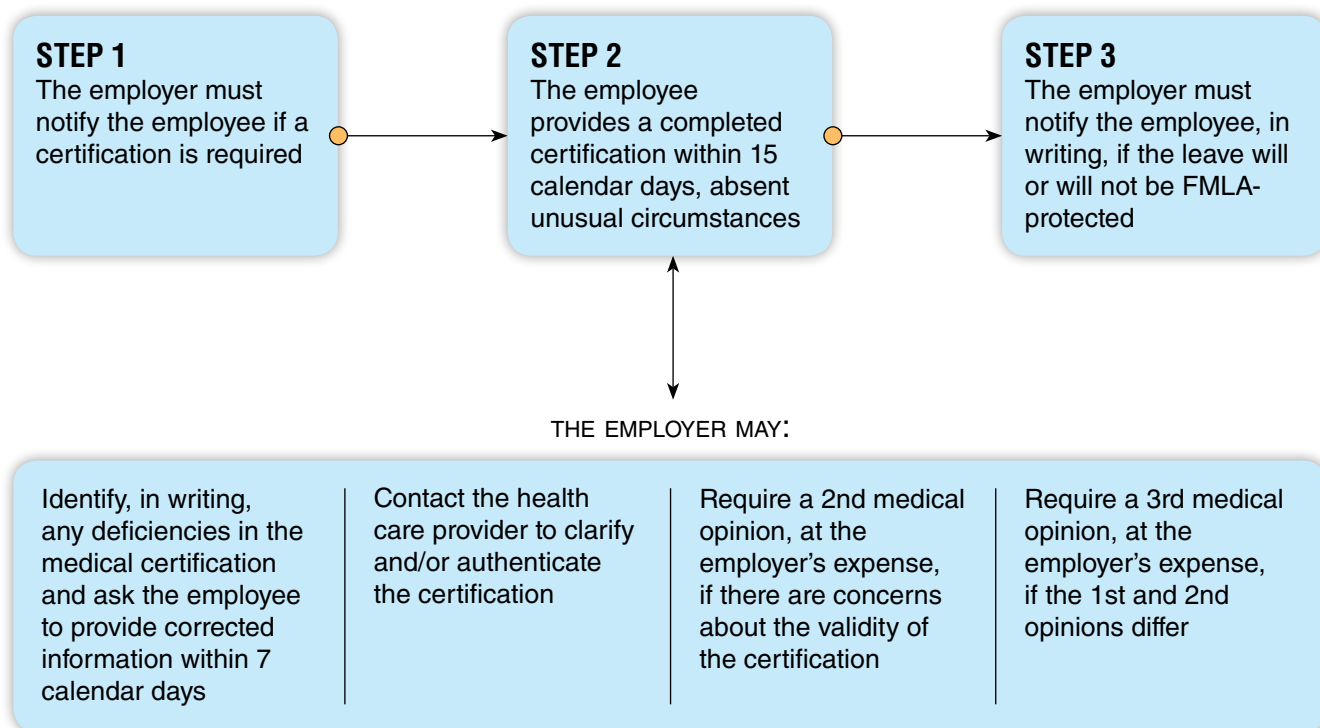 STEP 1
The employer must
notify the employee if a
certification is required
STEP 2
The employee
provides a completed
certification within 15
calendar days, absent
unusual circumstances
STEP 3
The employer must
notify the employee, in
writing, if the leave will
or will not be FMLA-
protected
THE EMPLOYER MAY:
Identify, in writing,
any deficiencies in the
medical certification
and ask the employee
to provide corrected
information within 7
calendar days
Contact the health
care provider to clarify
and/or authenticate
the certification
Require a 2nd medical
opinion, at the
employer’s expense,
if there are concerns
about the validity of
the certification
Require a 3rd medical
opinion, at the
employer’s expense,
if the 1st and 2nd
opinions differ